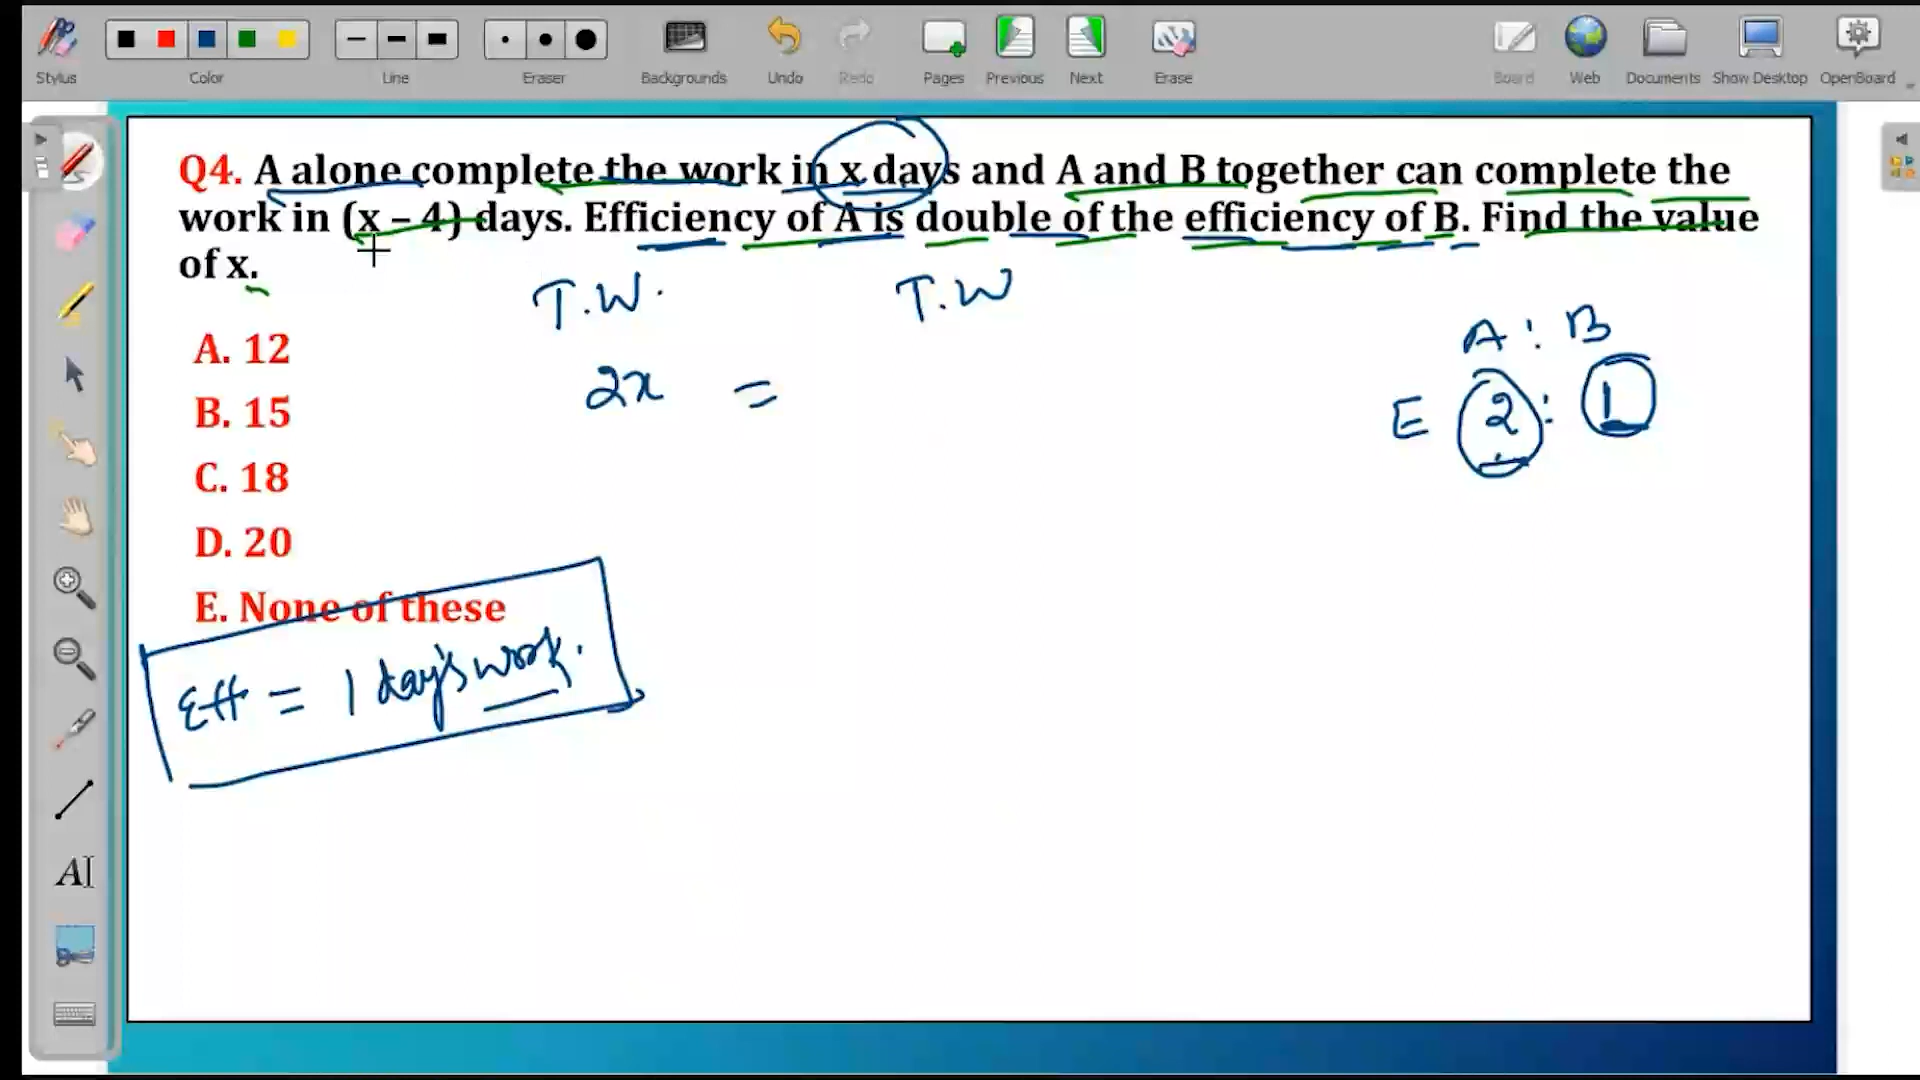 Stylus
Color
Line
Eraser
Backgrounds
Undo
Redo
Pages
Previous
Next
Erase
Board
Web
Documents
Show Desktop
OpenBoard
Q4. A alone complete the work in x days and A and B together can complete the
work in (x – 4) days. Efficiency of A is double of the efficiency of B. Find the value
of x.
T.W.
T.W
A : B
A. 12
2x =
E 2 : 1
B. 15
C. 18
D. 20
E. None of these
Eff = 1 day's work.
A